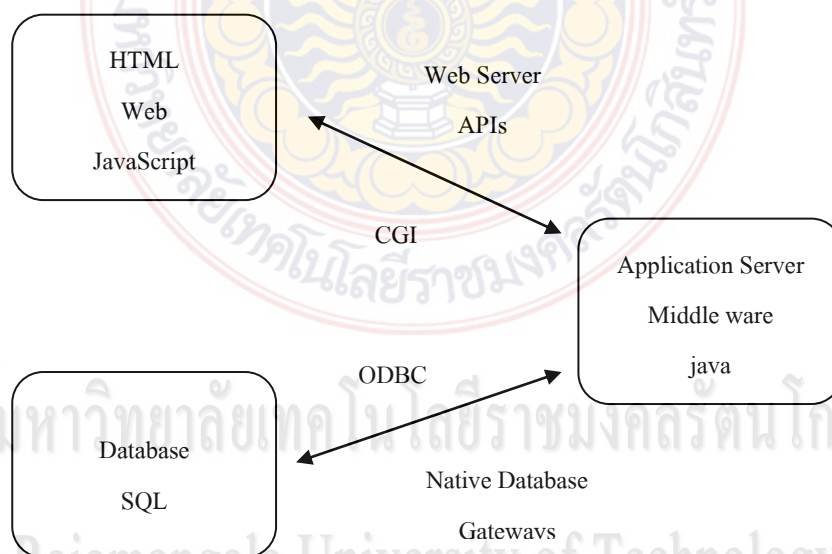 HTML
Web
JavaScript
Web Server
APIs
CGI
Application Server
Middle ware
java
ODBC
Database
SQL
Native Database
Gateways
มหาวิทยาลัยเทคโนโลยีราชมงคลรัตนโก
Rajamangala University of Technology